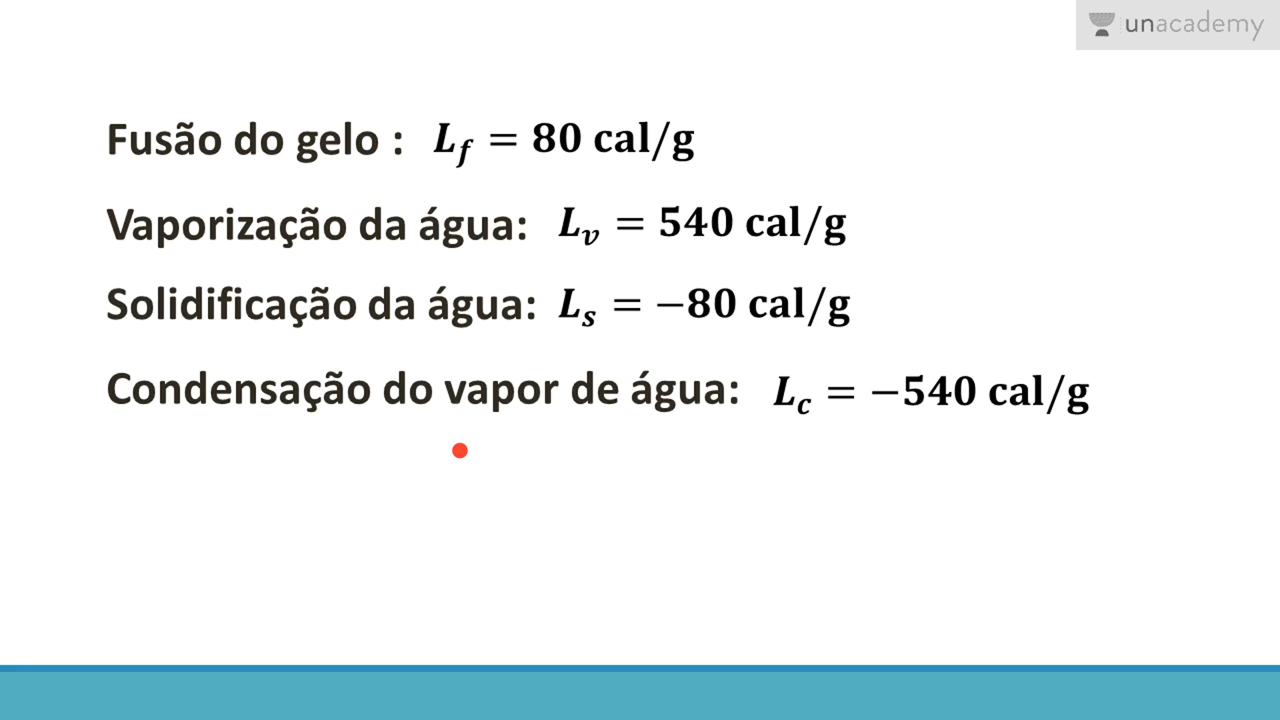 unacademy
Fusão do gelo : L_f = 80 cal/g
Vaporização da água: L_v = 540 cal/g
Solidificação da água: L_s = −80 cal/g
Condensação do vapor de água: L_c = −540 cal/g